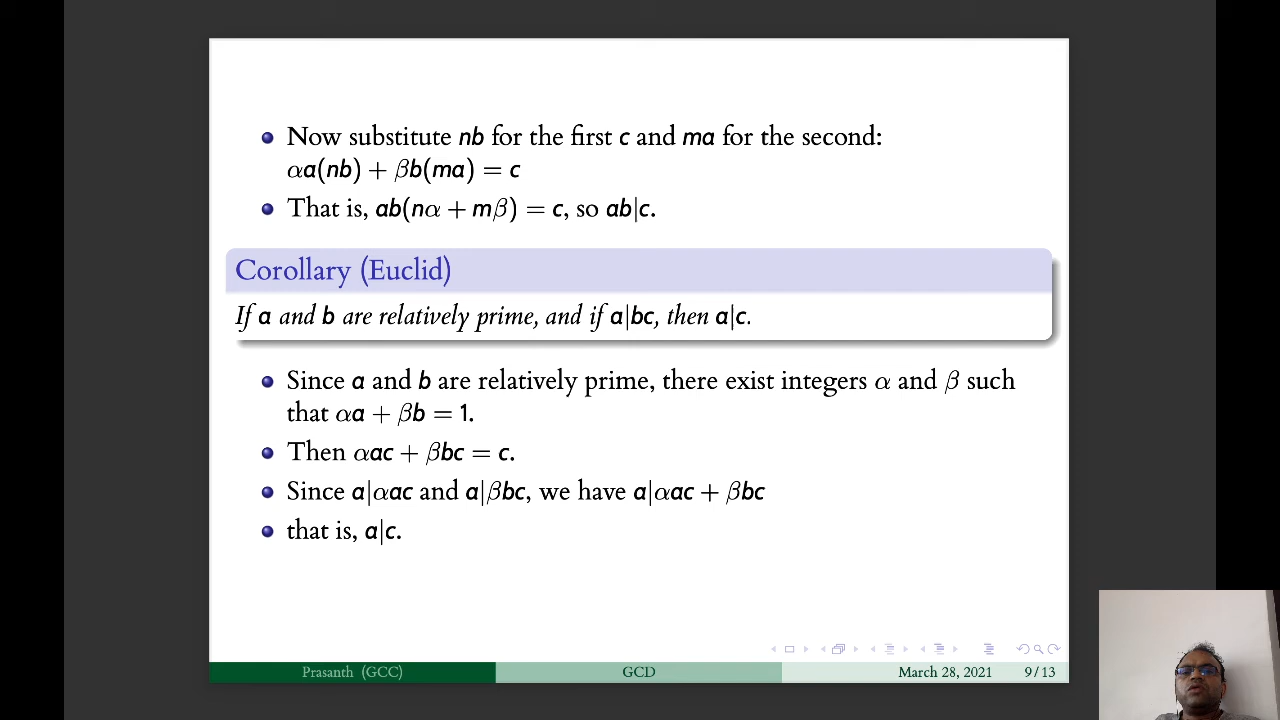 Now substitute nb for the first c and ma for the second:
αa(nb) + βb(ma) = c
That is, ab(nα + mβ) = c, so ab|c.
Corollary (Euclid)
If a and b are relatively prime, and if a|bc, then a|c.
Since a and b are relatively prime, there exist integers α and β such
that αa + βb = 1.
Then αac + βbc = c.
Since a|αac and a|βbc, we have a|αac + βbc
that is, a|c.
Prasanth (GCC) GCD March 28, 2021 9 / 13